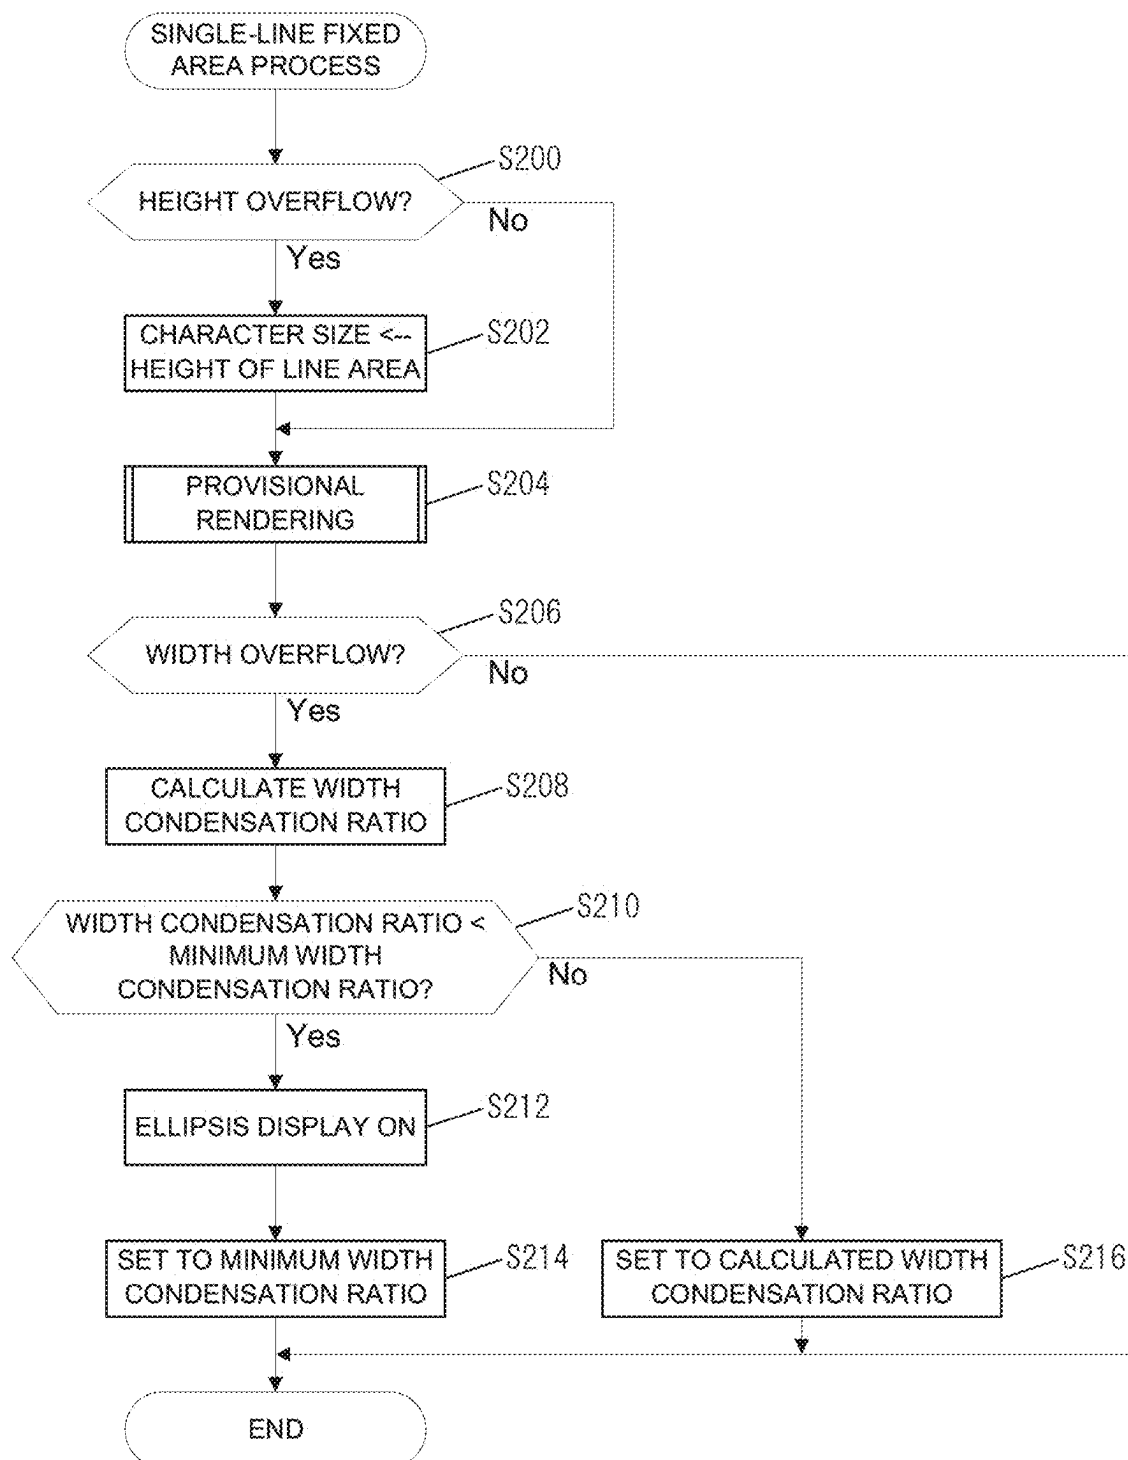 SINGLE-LINE FIXED
AREA PROCESS
S200
HEIGHT OVERFLOW?
No
Yes
CHARACTER SIZE <--
HEIGHT OF LINE AREA
S202
PROVISIONAL
RENDERING
S204
S206
WIDTH OVERFLOW?
No
Yes
CALCULATE WIDTH
CONDENSATION RATIO
S208
WIDTH CONDENSATION RATIO <
MINIMUM WIDTH
CONDENSATION RATIO?
S210
No
Yes
ELLIPSIS DISPLAY ON
S212
SET TO MINIMUM WIDTH
CONDENSATION RATIO
S214
SET TO CALCULATED WIDTH
CONDENSATION RATIO
S216
END